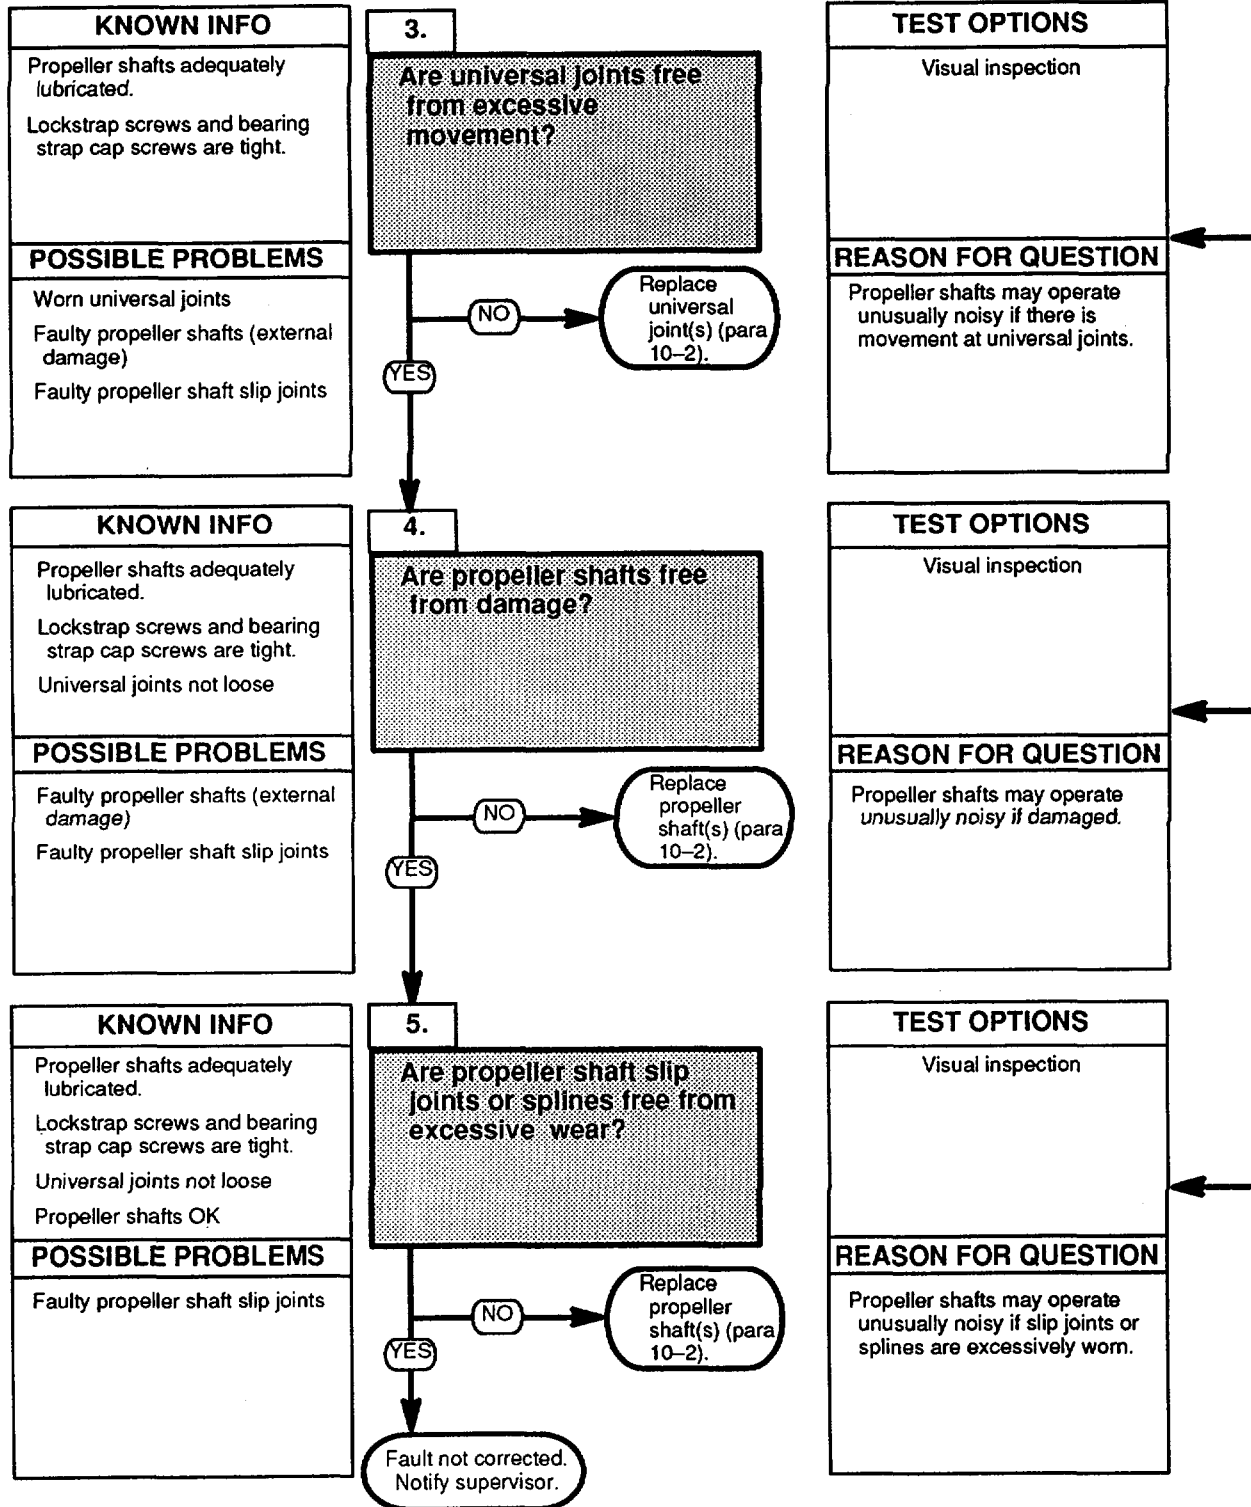 KNOWN INFO
Propeller shafts adequately
lubricated.
Lockstrap screws and bearing
strap cap screws are tight.
POSSIBLE PROBLEMS
Worn universal joints
Faulty propeller shafts (external
damage)
Faulty propeller shaft slip joints
3.
Are universal joints free
from excessive
movement?
NO
Replace
universal
joint(s) (para
10–2).
YES
TEST OPTIONS
Visual inspection
REASON FOR QUESTION
Propeller shafts may operate
unusually noisy if there is
movement at universal joints.
KNOWN INFO
Propeller shafts adequately
lubricated.
Lockstrap screws and bearing
strap cap screws are tight.
Universal joints not loose
POSSIBLE PROBLEMS
Faulty propeller shafts (external
damage)
Faulty propeller shaft slip joints
4.
Are propeller shafts free
from damage?
NO
Replace
propeller
shaft(s) (para
10–2).
YES
TEST OPTIONS
Visual inspection
REASON FOR QUESTION
Propeller shafts may operate
unusually noisy if damaged.
KNOWN INFO
Propeller shafts adequately
lubricated.
Lockstrap screws and bearing
strap cap screws are tight.
Universal joints not loose
Propeller shafts OK
POSSIBLE PROBLEMS
Faulty propeller shaft slip joints
5.
Are propeller shaft slip
joints or splines free from
excessive wear?
NO
Replace
propeller
shaft(s) (para
10–2).
YES
Fault not corrected.
Notify supervisor.
TEST OPTIONS
Visual inspection
REASON FOR QUESTION
Propeller shafts may operate
unusually noisy if slip joints or
splines are excessively worn.